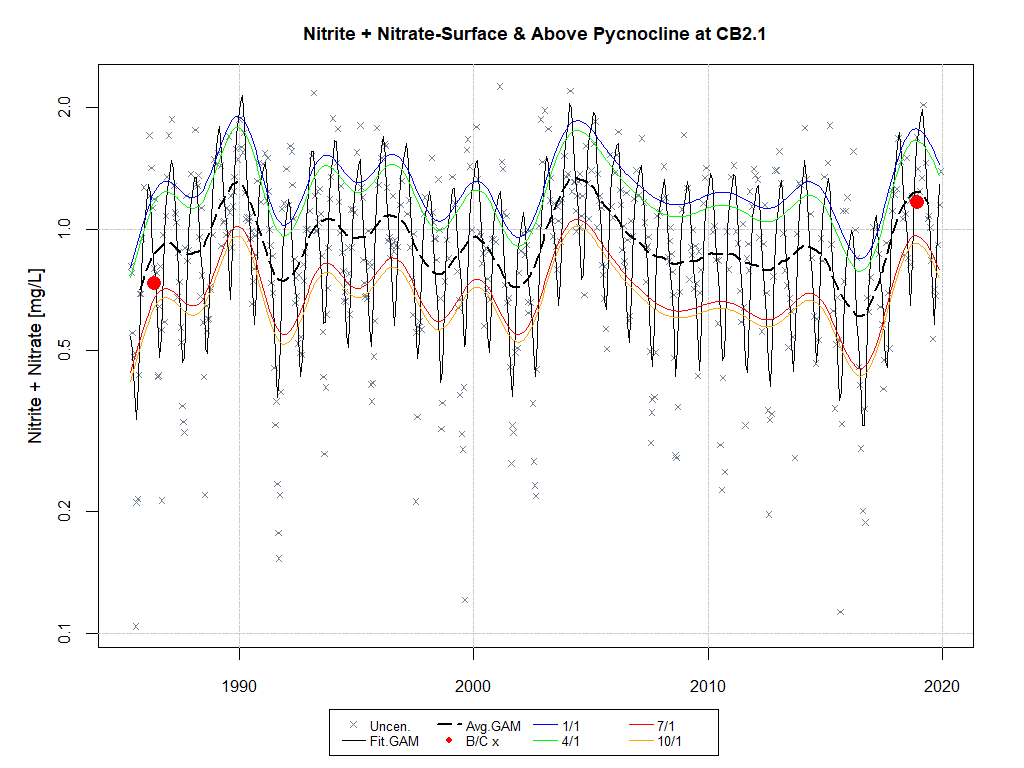 Nitrite + Nitrate-Surface & Above Pycnocline at CB2.1
Nitrite + Nitrate [mg/L]
2.0
1.0
0.5
0.2
0.1
1990 2000 2010 2020
Uncen. Avg.GAM 1/1 7/1
Fit.GAM B/C x 4/1 10/1